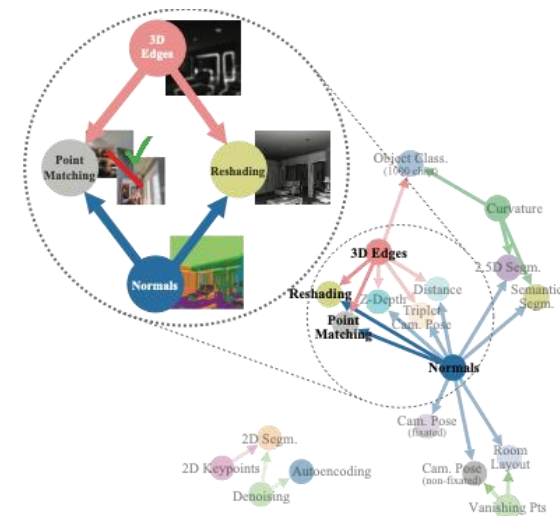 3D
Edges
Point
Matching
Reshading
Normals
Object Class.
(1000 class)
Curvature
3D Edges
2.5D Segm.
Distance
Semantic
Segm.
Reshading
Z-Depth
Triplet
Cam. Pose
Point
Matching
Normals
Cam. Pose
(fixated)
2D Segm.
Room
Layout
2D Keypoints
Autoencoding
Cam. Pose
(non-fixated)
Denoising
Vanishing Pts